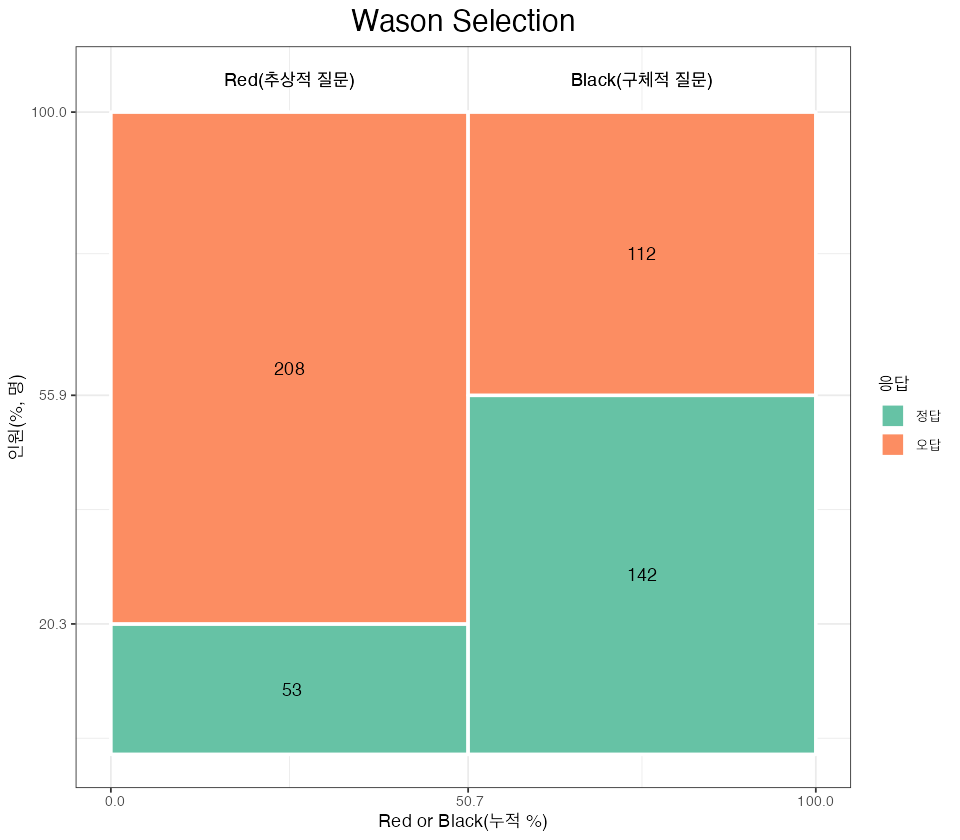 Wason Selection
Red(추상적 질문)
Black(구체적 질문)
100.0
55.9
20.3
인원(%, 명)
208
112
53
142
0.0
50.7
100.0
Red or Black(누적 %)
응답
정답
오답